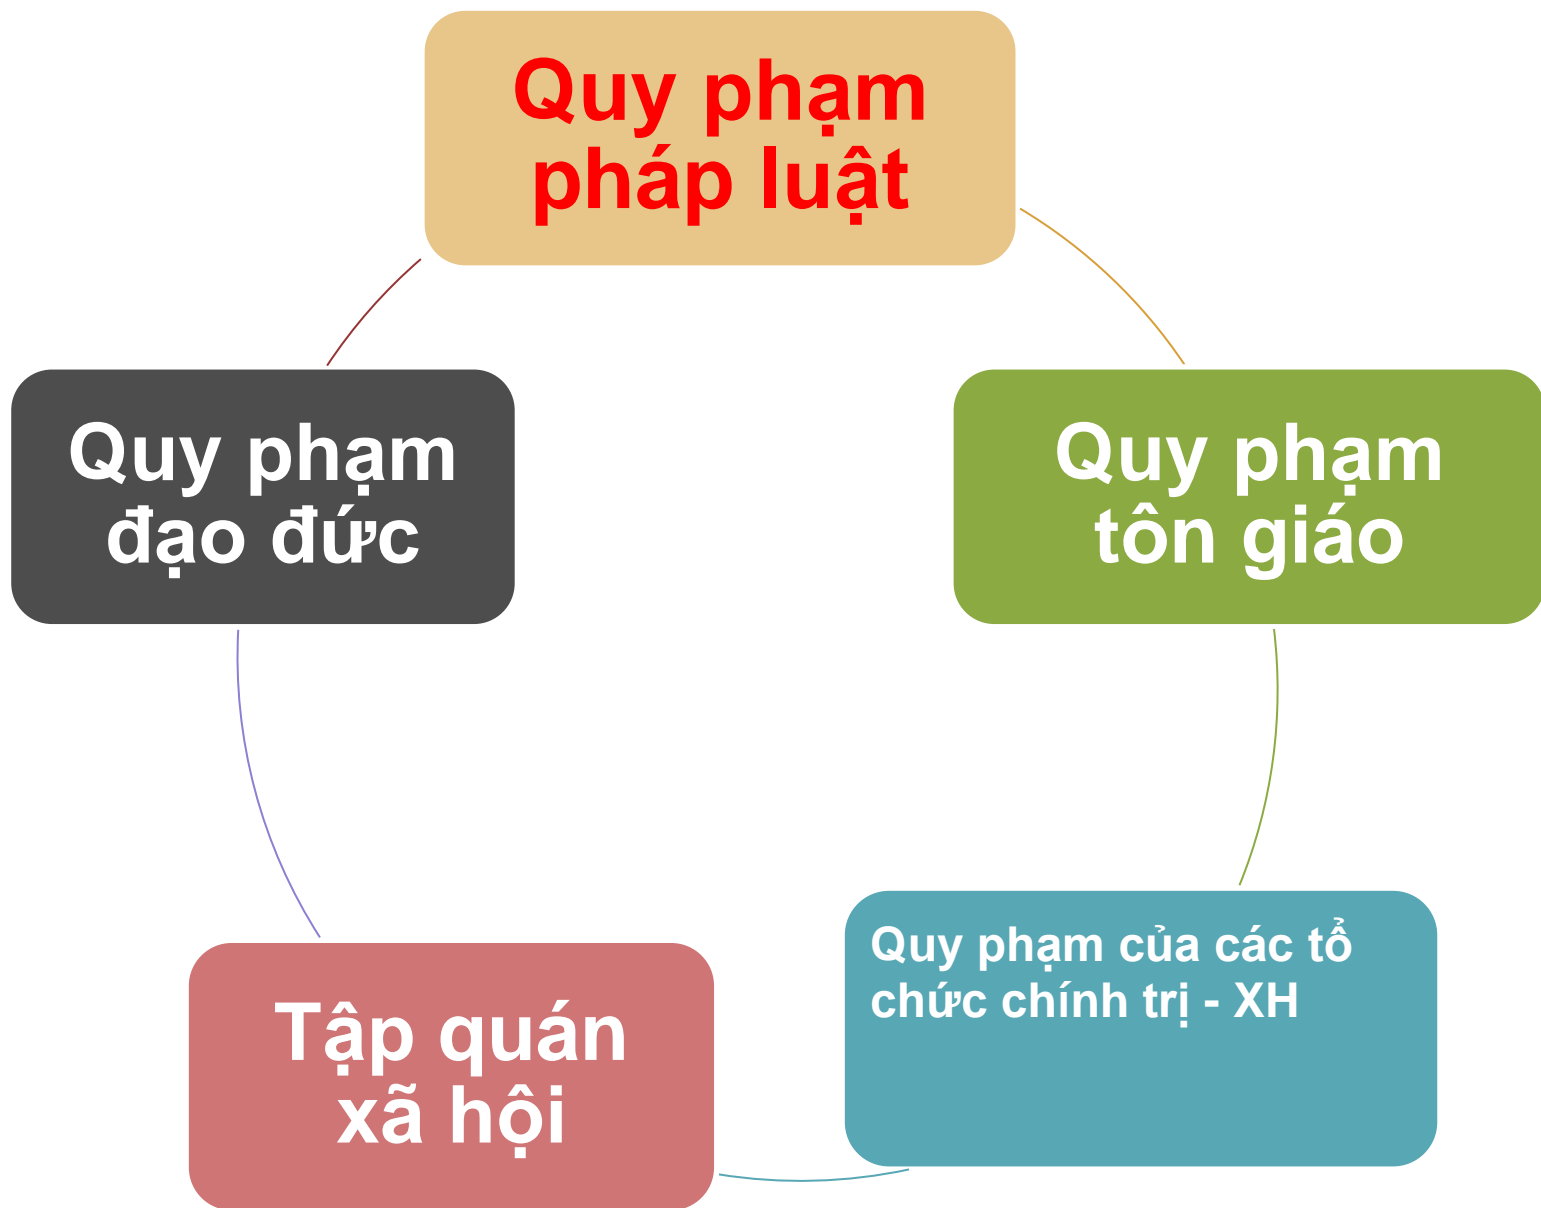 Quy phạm
pháp luật
Quy phạm
đạo đức
Quy phạm
tôn giáo
Quy phạm của các tổ
chức chính trị - XH
Tập quán
xã hội